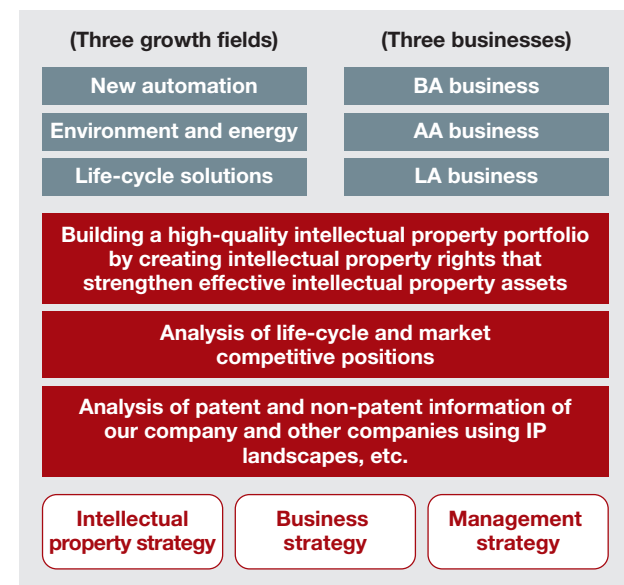 (Three growth fields)
(Three businesses)
New automation
BA business
Environment and energy
AA business
Life-cycle solutions
LA business
Building a high-quality intellectual property portfolio
by creating intellectual property rights that
strengthen effective intellectual property assets
Analysis of life-cycle and market
competitive positions
Analysis of patent and non-patent information of
our company and other companies using IP
landscapes, etc.
Intellectual
property strategy
Business
strategy
Management
strategy